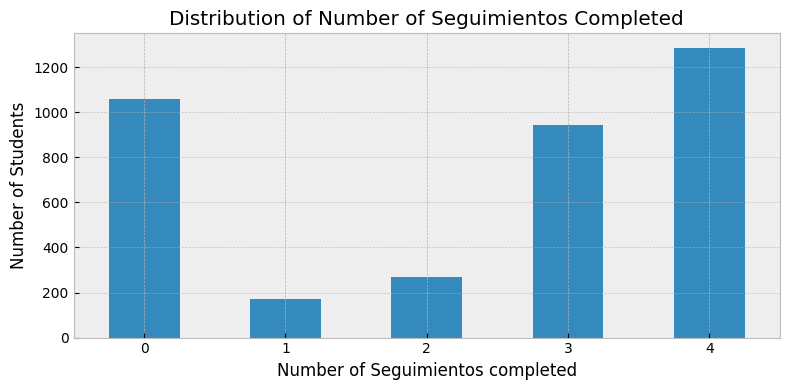 Distribution of Number of Seguimientos Completed
Number of Students
1200
1000
800
600
400
200
0
0 1 2 3 4
Number of Seguimientos completed